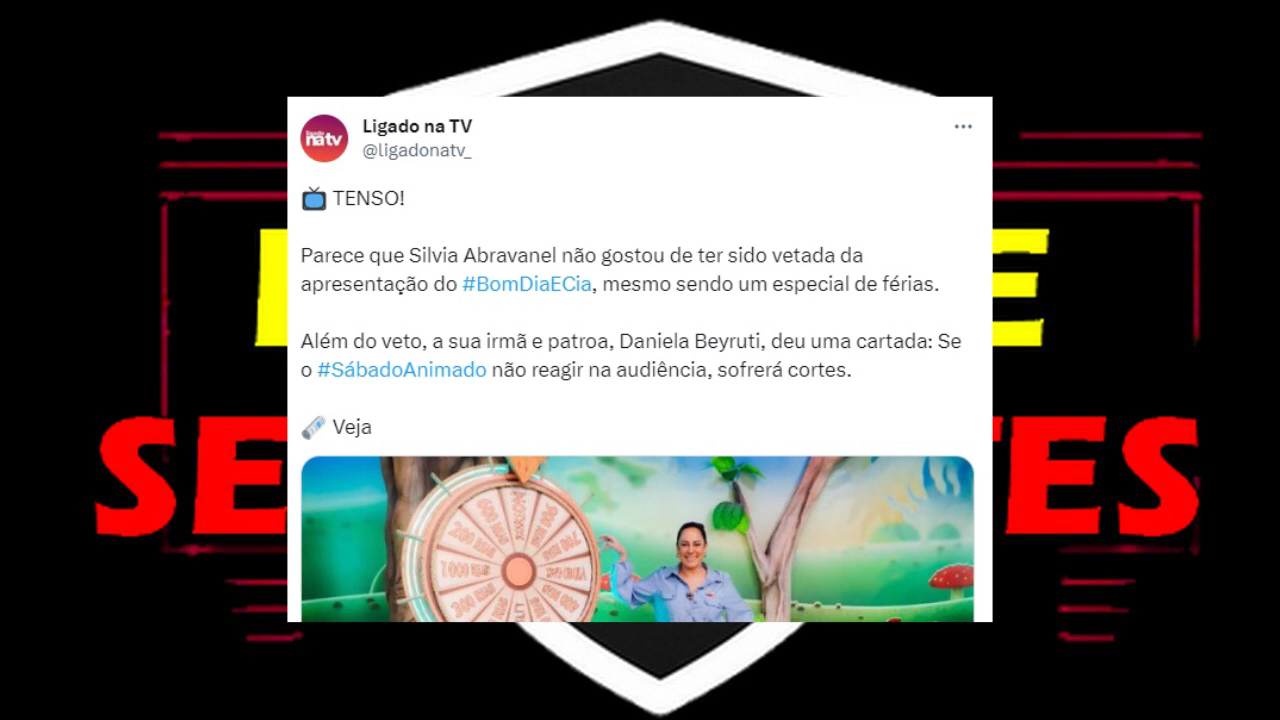 Ligado na TV
@ligadonatv_
TENSO!
Parece que Silvia Abravanel não gostou de ter sido vetada da
apresentação do #BomDiaECia, mesmo sendo um especial de férias.
Além do veto, a sua irmã e patroa, Daniela Beyruti, deu uma cartada: Se
o #SábadoAnimado não reagir na audiência, sofrerá cortes.
Veja